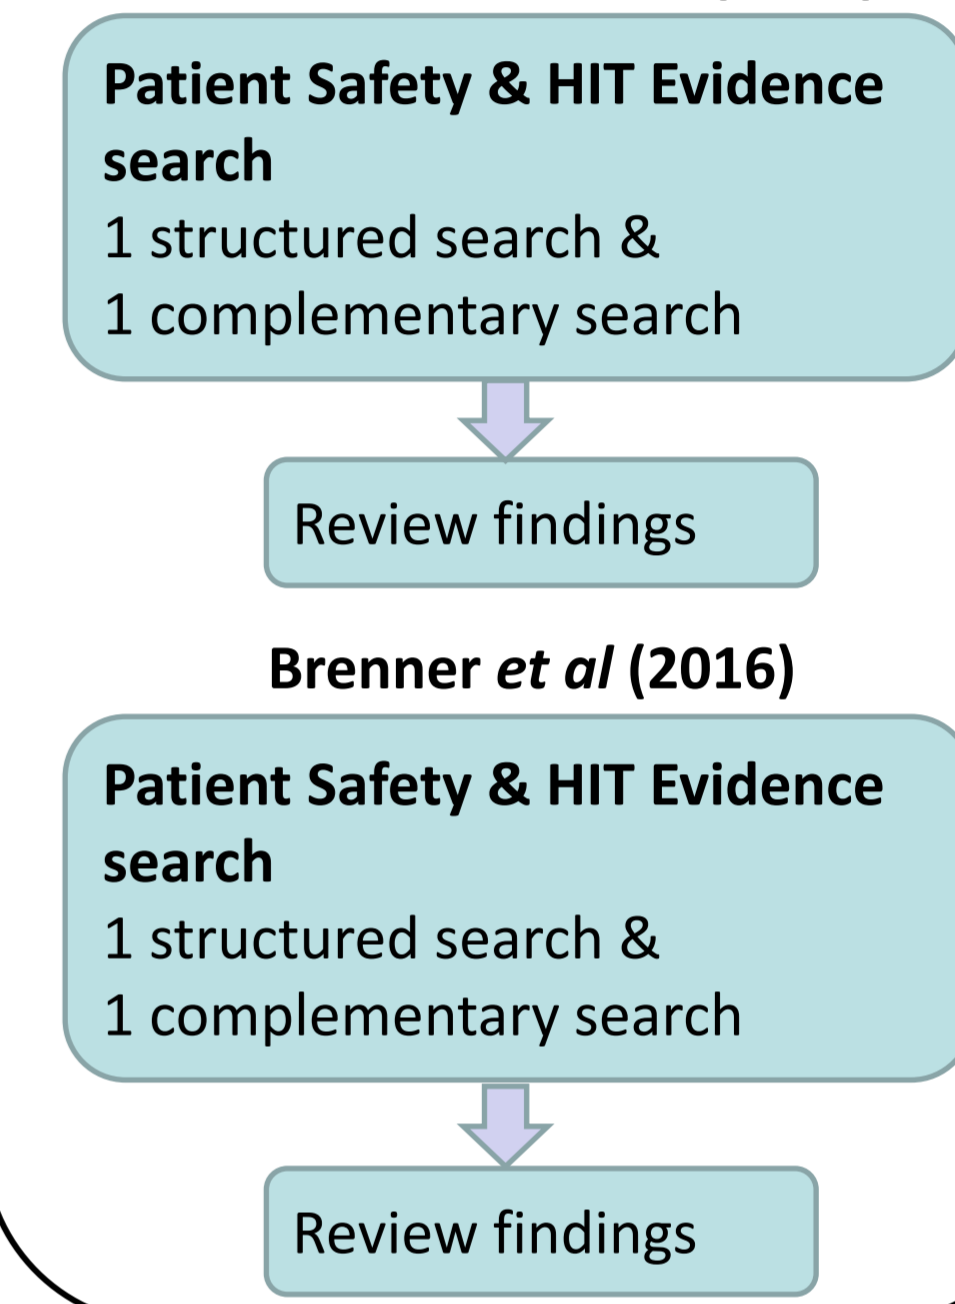 Patient Safety & HIT Evidence
search
1 structured search &
1 complementary search
Review findings
Brenner et al (2016)
Patient Safety & HIT Evidence
search
1 structured search &
1 complementary search
Review findings